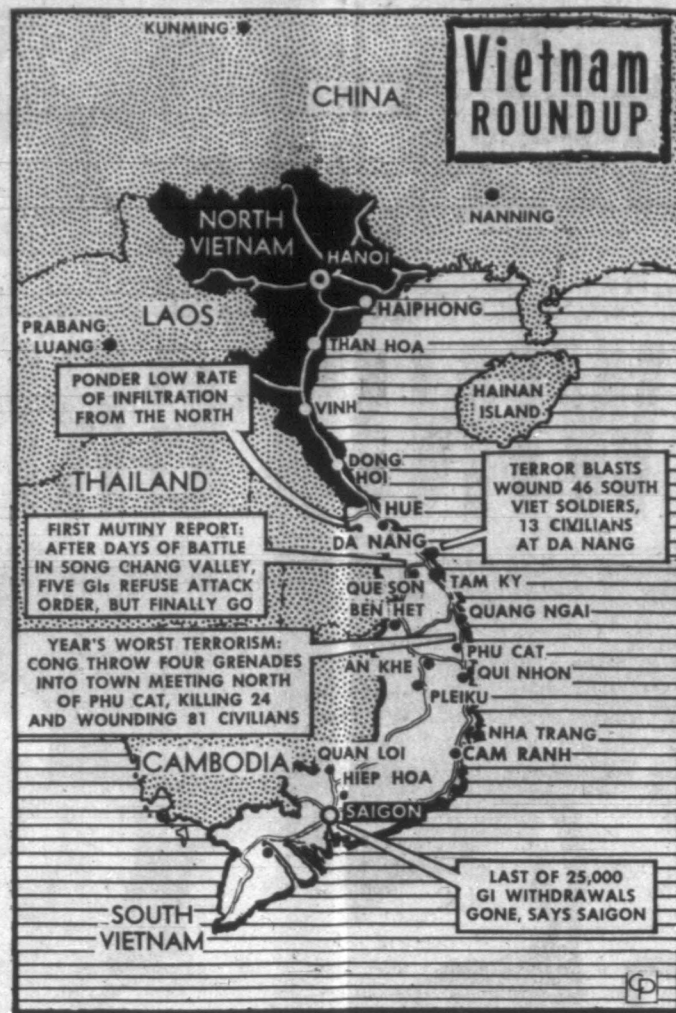 Vietnam
ROUNDUP
KUNMING
CHINA
NANNING
NORTH
VIETNAM
HANOI
HAIPHONG
LAOS
PRABANG
LUANG
THAN HOA
PONDER LOW RATE
OF INFILTRATION
FROM THE NORTH
HAINAN
ISLAND
VINH
THAILAND
DONG
HOI
TERROR BLASTS
WOUND 46 SOUTH
VIET SOLDIERS,
13 CIVILIANS
AT DA NANG
HUE
DA NANG
FIRST MUTINY REPORT:
AFTER DAYS OF BATTLE
IN SONG CHANG VALLEY,
FIVE GIs REFUSE ATTACK
ORDER, BUT FINALLY GO
QUE SON
TAM KY
BEN HET
QUANG NGAI
YEAR'S WORST TERRORISM:
CONG THROW FOUR GRENADES
INTO TOWN MEETING NORTH
OF PHU CAT, KILLING 24
AND WOUNDING 81 CIVILIANS
PHU CAT
AN KHE
QUI NHON
PLEIKU
NHA TRANG
CAM RANH
QUAN LOI
CAMBODIA
HIEP HOA
SAIGON
LAST OF 25,000
GI WITHDRAWALS
GONE, SAYS SAIGON
SOUTH
VIETNAM
CP